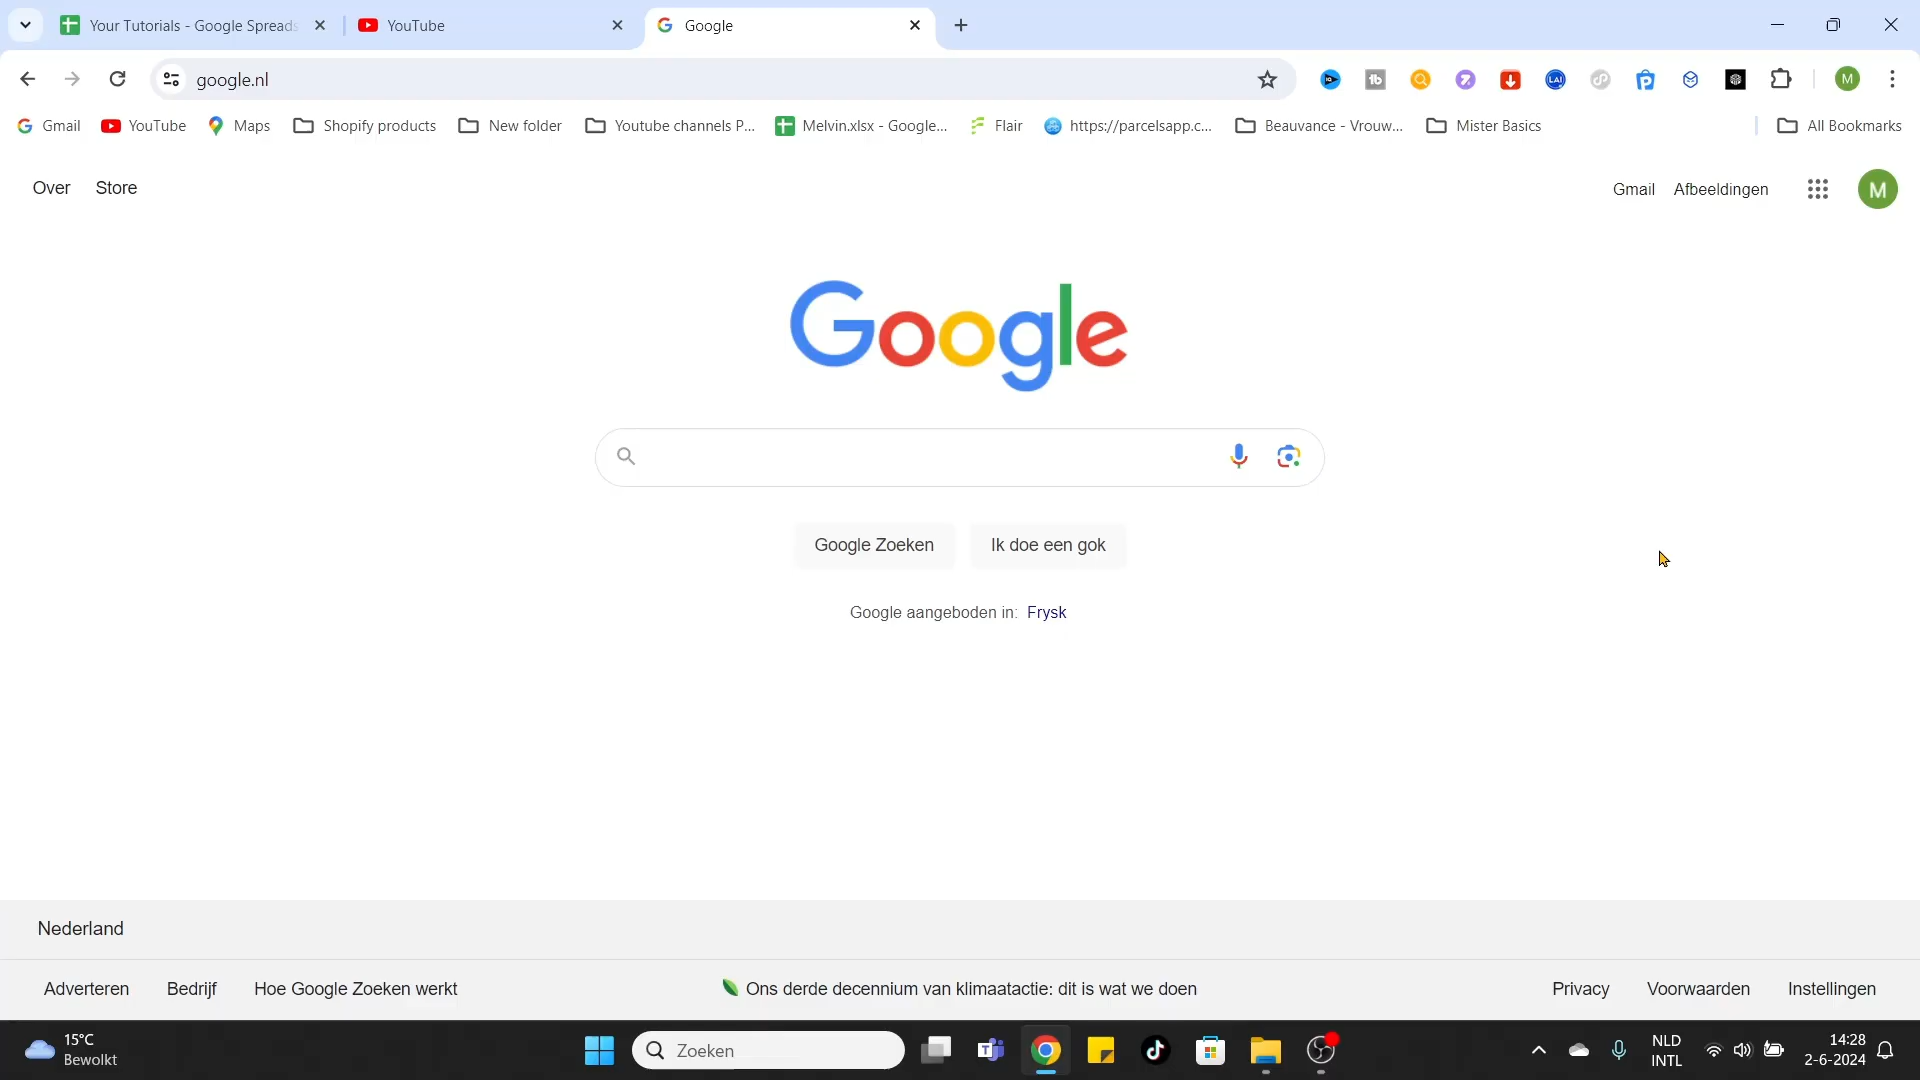 Your Tutorials - Google Spreads
YouTube
Google
google.nl
Gmail
YouTube
Maps
Shopify products
New folder
Youtube channels P...
Melvin.xlsx - Google...
Flair
https://parcelsapp.c...
Beauvance - Vrouw...
Mister Basics
All Bookmarks
Over
Store
Gmail
Afbeeldingen
M
Google
Google Zoeken
Ik doe een gok
Google aangeboden in: Frysk
Nederland
Adverteren
Bedrijf
Hoe Google Zoeken werkt
Ons derde decennium van klimaatactie: dit is wat we doen
Privacy
Voorwaarden
Instellingen
15°C
Bewolkt
Zoeken
NLD
INTL
14:28
2-6-2024